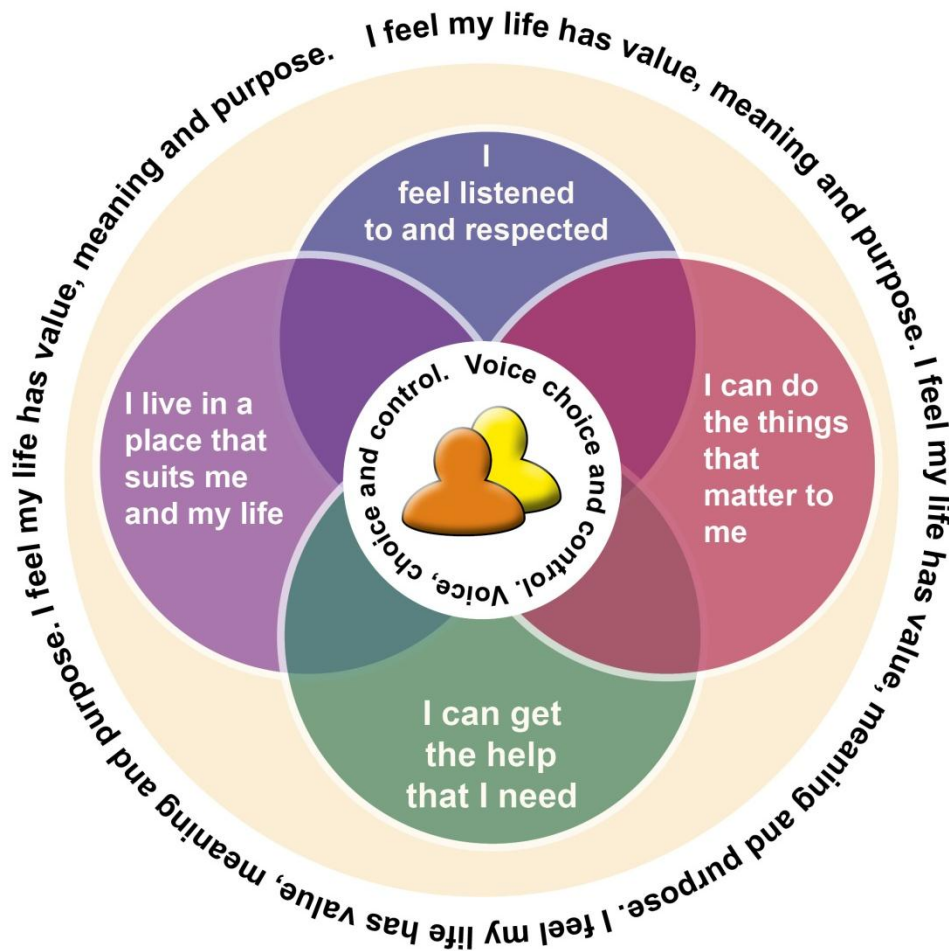 I feel my life has value, meaning and purpose. I feel my life has value, meaning and purpose. I feel my life has value, meaning and purpose. I feel my life has value, meaning and purpose.
I
feel listened
to and respected
I live in a
place that
suits me
and my life
Voice choice and control. Voice, choice and control.
I can do
the things
that
matter to
me
I can get
the help
that I need